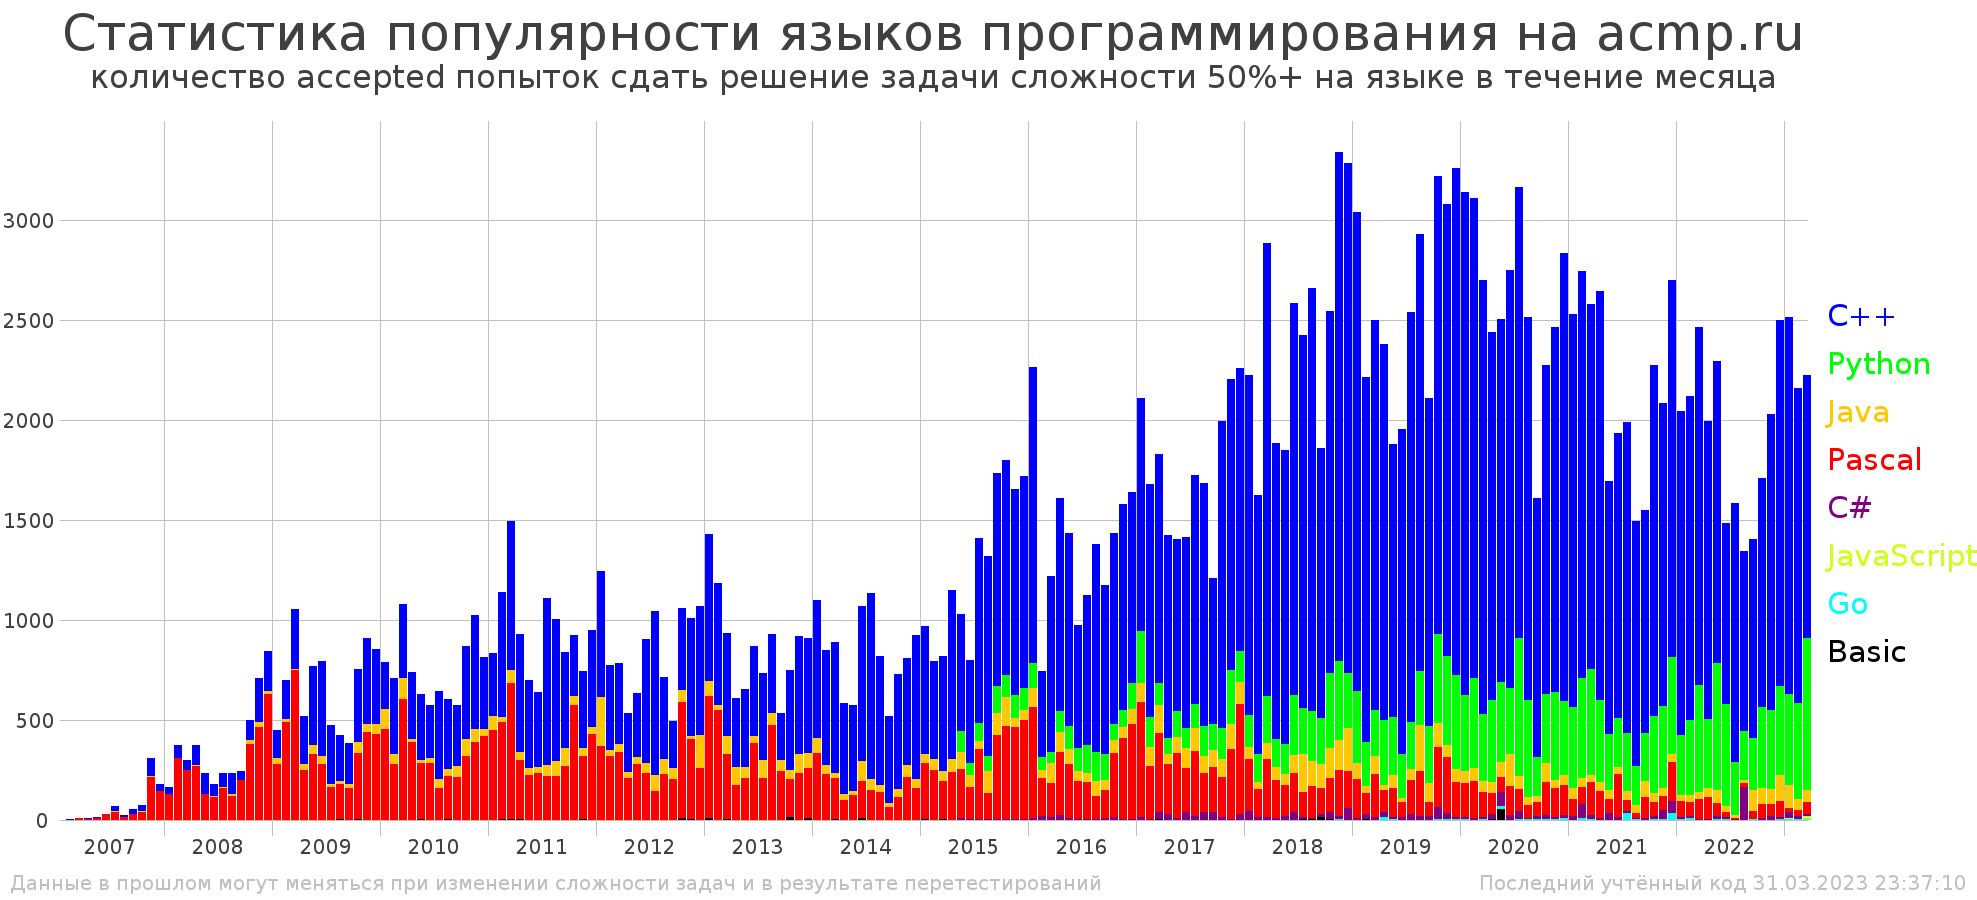 Статистика популярности языков программирования на acmp.ru
количество accepted попыток сдать решение задачи сложности 50%+ на языке в течение месяца
3000
2500
2000
1500
1000
500
0
C++
Python
Java
Pascal
C#
JavaScript
Go
Basic
2007 2008 2009 2010 2011 2012 2013 2014 2015 2016 2017 2018 2019 2020 2021 2022
Данные в прошлом могут меняться при изменении сложности задач и в результате перетестирований
Последний учтённый код 31.03.2023 23:37:10